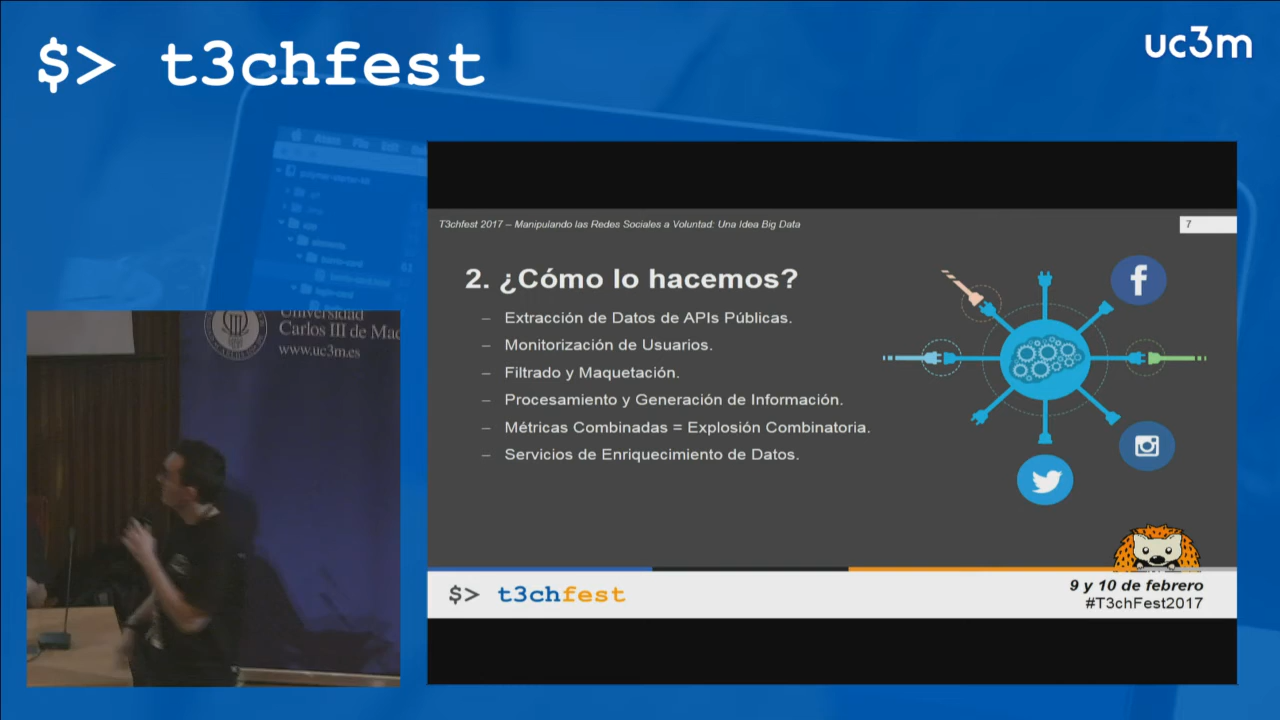 $> t3chfest
uc3m
T3chfest 2017 – Manipulando las Redes Sociales a Voluntad: Una Idea Big Data
7
2. ¿Cómo lo hacemos?
– Extracción de Datos de APIs Públicas.
– Monitorización de Usuarios.
– Filtrado y Maquetación.
– Procesamiento y Generación de Información.
– Métricas Combinadas = Explosión Combinatoria.
– Servicios de Enriquecimiento de Datos.
$> t3chfest
9 y 10 de febrero
#T3chFest2017
Universidad
Carlos III de Mad
www.uc3m.es